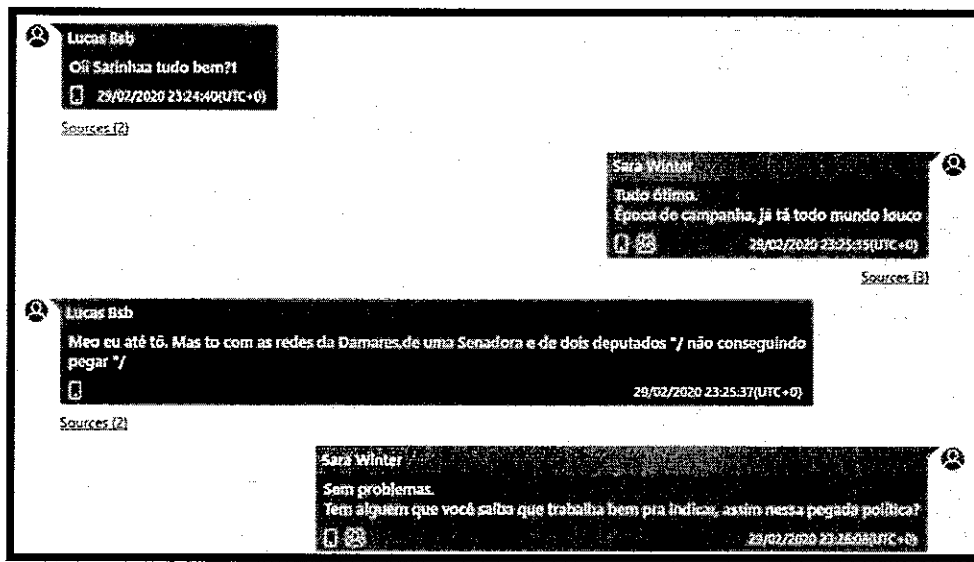 Lucas Bsb
Oii Sarinhaa tudo bem?1
29/02/2020 23:24:40(UTC+0)
Sources (2)
Sara Winter
Tudo ótimo.
Época de campanha, já tá todo mundo louco
29/02/2020 23:25:15(UTC+0)
Sources (3)
Lucas Bsb
Meo eu até tô. Mas to com as redes da Damares,de uma Senadora e de dois deputados "/ não conseguindo
pegar "/
29/02/2020 23:25:37(UTC+0)
Sources (2)
Sara Winter
Sem problemas.
Tem alguem que você saiba que trabalha bem pra indicar, assim nessa pegada política?
29/02/2020 23:26:08(UTC+0)